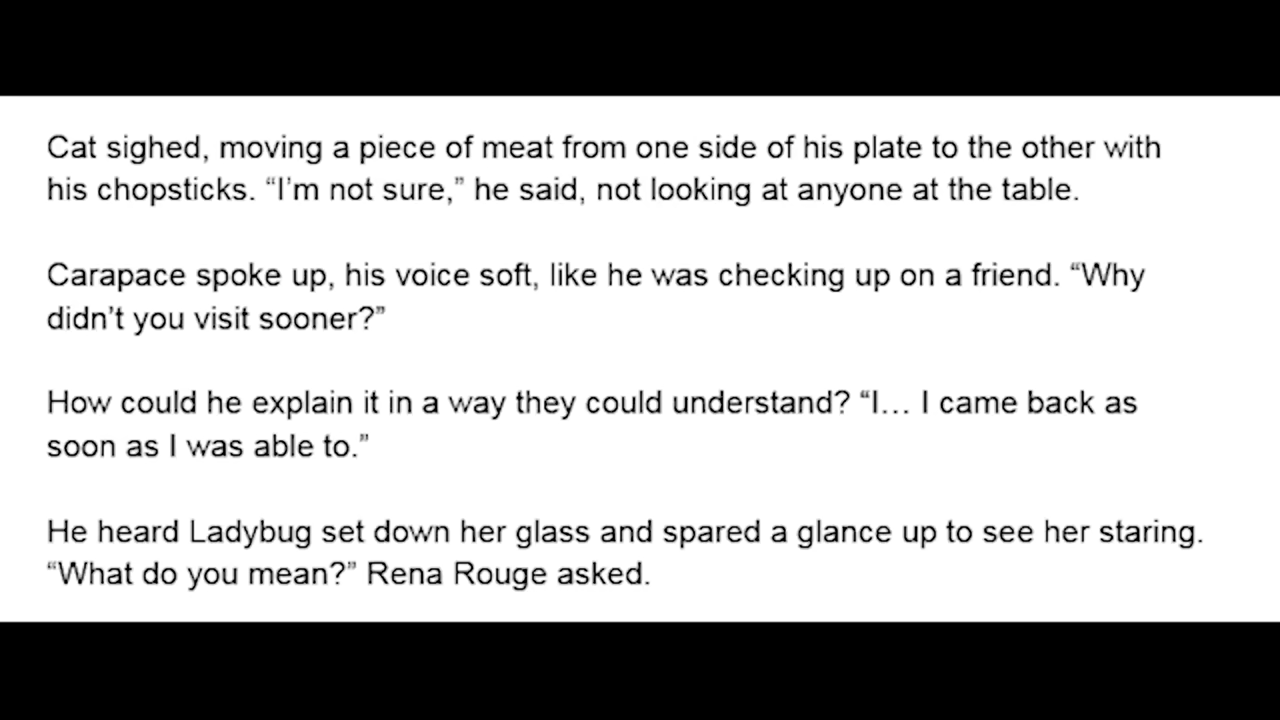 Cat sighed, moving a piece of meat from one side of his plate to the other with
his chopsticks. “I’m not sure,” he said, not looking at anyone at the table.
Carapace spoke up, his voice soft, like he was checking up on a friend. “Why
didn’t you visit sooner?”
How could he explain it in a way they could understand? “I… I came back as
soon as I was able to.”
He heard Ladybug set down her glass and spared a glance up to see her staring.
“What do you mean?” Rena Rouge asked.